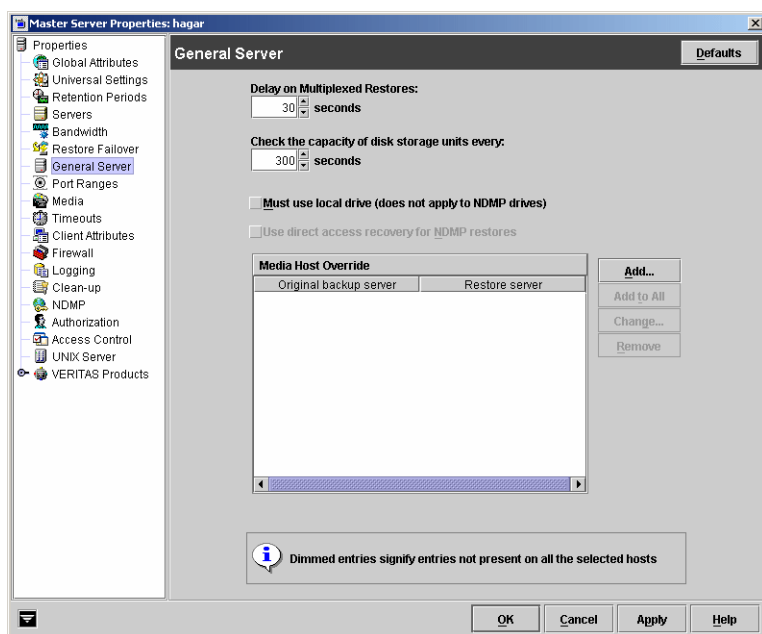 Master Server Properties: hagar
Properties
Global Attributes
Universal Settings
Retention Periods
Servers
Bandwidth
Restore Failover
General Server
Port Ranges
Media
Timeouts
Client Attributes
Firewall
Logging
Clean-up
NDMP
Authorization
Access Control
UNIX Server
VERITAS Products
General Server
Defaults
Delay on Multiplexed Restores:
30 seconds
Check the capacity of disk storage units every:
300 seconds
Must use local drive (does not apply to NDMP drives)
Use direct access recovery for NDMP restores
Media Host Override
Original backup server Restore server
Add...
Add to All
Change...
Remove
Dimmed entries signify entries not present on all the selected hosts
OK Cancel Apply Help